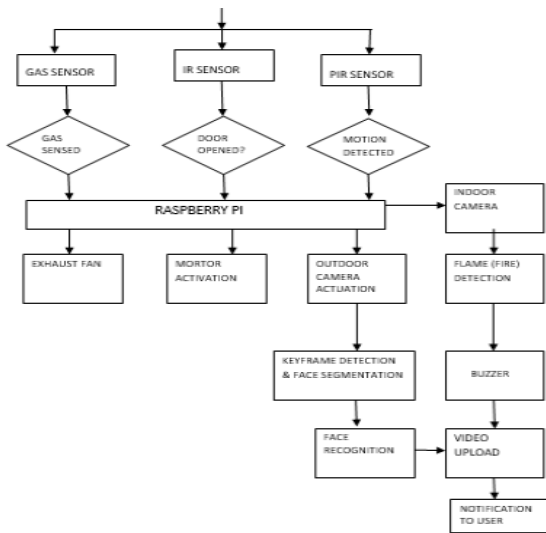 GAS SENSOR
IR SENSOR
PIR SENSOR
GAS
SENSED
DOOR
OPENED?
MOTION
DETECTED
RASPBERRY PI
INDOOR
CAMERA
EXHAUST FAN
MORTOR
ACTIVATION
OUTDOOR
CAMERA
ACTUATION
FLAME (FIRE)
DETECTION
KEYFRAME DETECTION
& FACE SEGMENTATION
BUZZER
FACE
RECOGNITION
VIDEO
UPLOAD
NOTIFICATION
TO USER